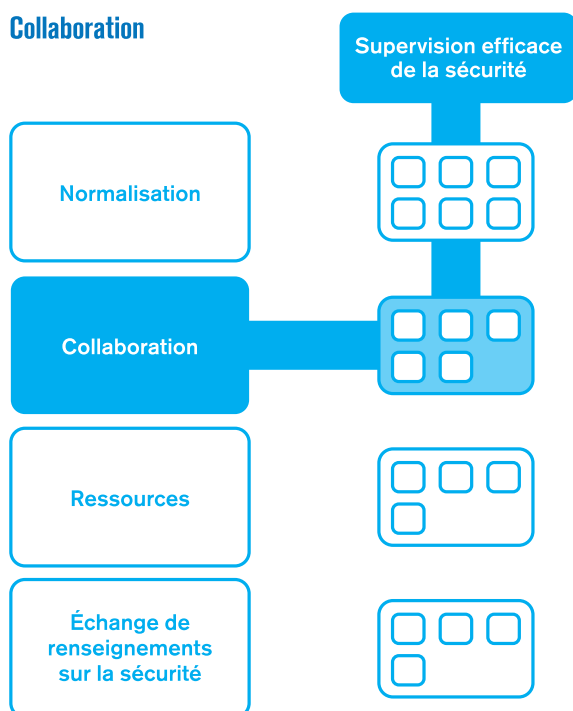 Collaboration
Supervision efficace
de la sécurité
Normalisation
Collaboration
Ressources
Échange de
renseignements
sur la sécurité